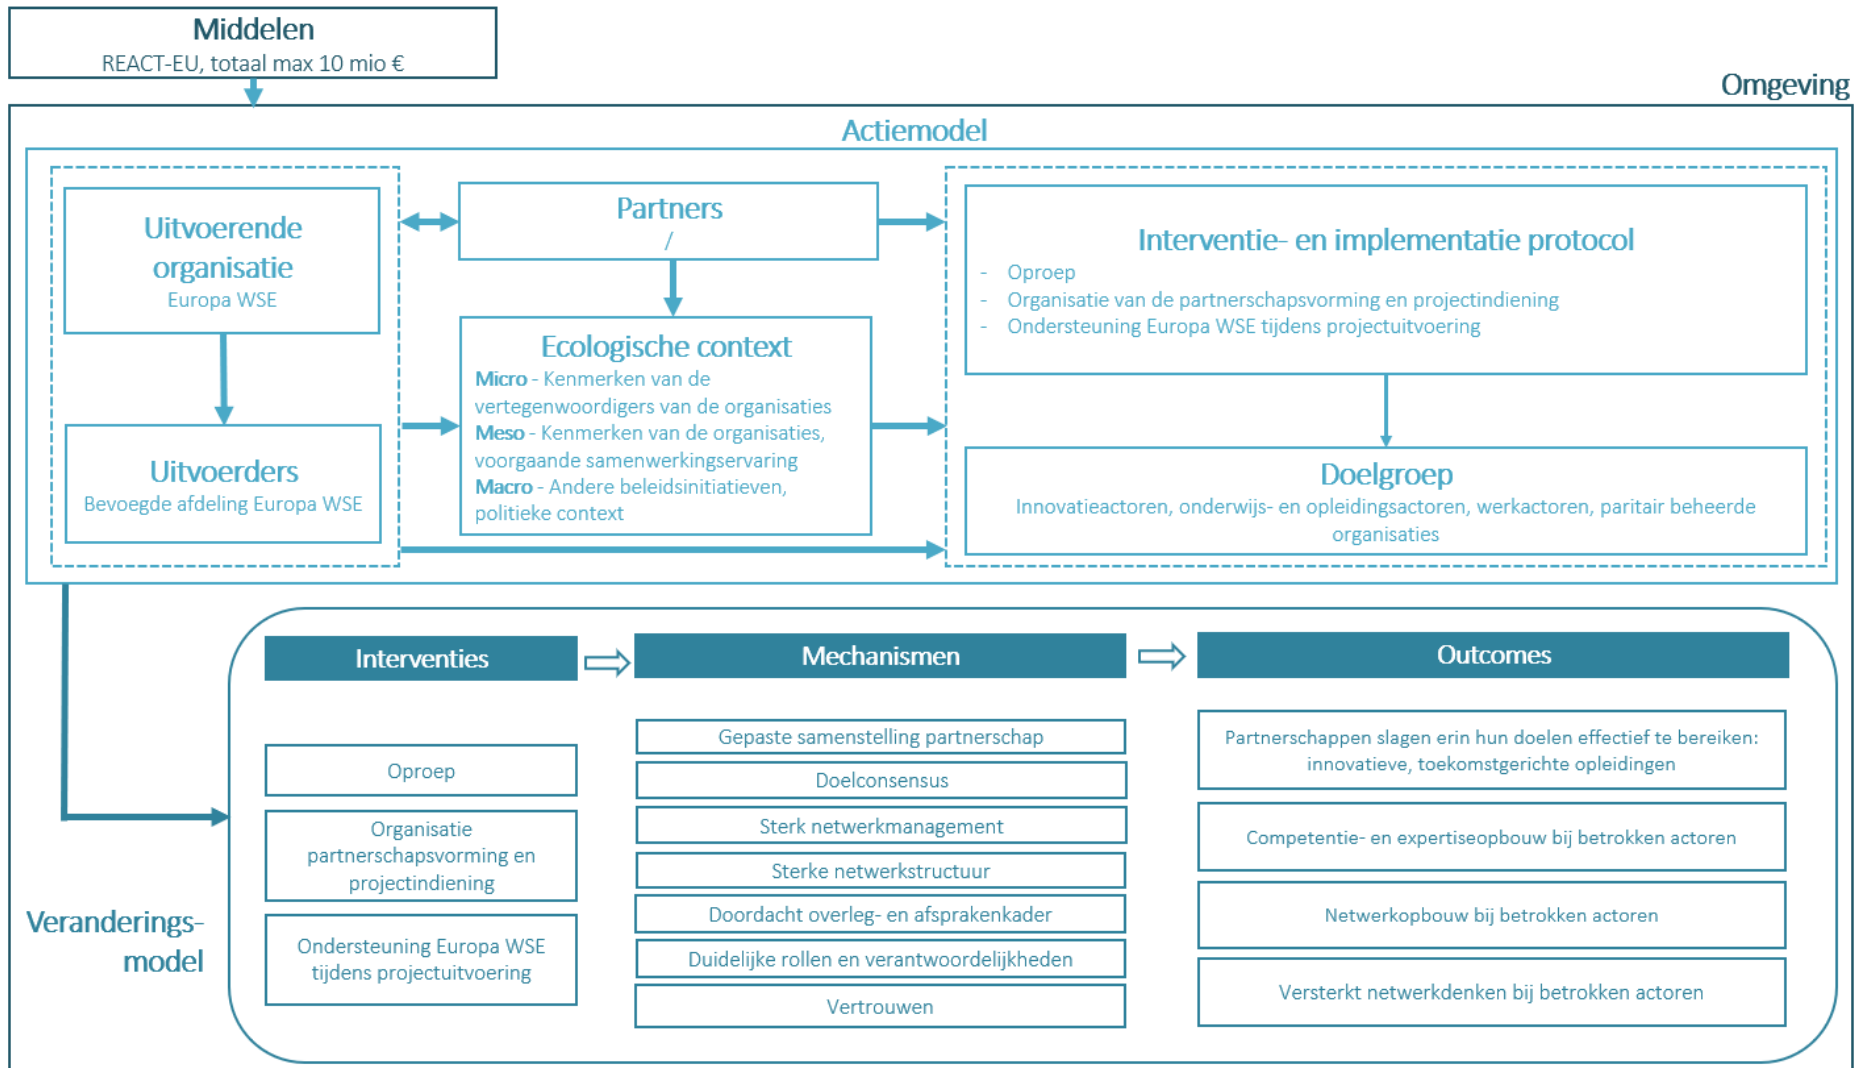 Middelen
REACT-EU, totaal max 10 mio €
Omgeving
Actiemodel
Uitvoerende
organisatie
Europa WSE
Uitvoerders
Bevoegde afdeling Europa WSE
Partners
/
Ecologische context
Micro - Kenmerken van de
vertegenwoordigers van de organisaties
Meso - Kenmerken van de organisaties,
voorgaande samenwerkingservaring
Macro - Andere beleidsinitiatieven,
politieke context
Interventie- en implementatie protocol
- Oproep
- Organisatie van de partnerschapsvorming en projectindiening
- Ondersteuning Europa WSE tijdens projectuitvoering
Doelgroep
Innovatieactoren, onderwijs- en opleidingsactoren, werkactoren, paritair beheerde
organisaties
Veranderings-
model
Interventies
Oproep
Organisatie
partnerschapsvorming en
projectindiening
Ondersteuning Europa WSE
tijdens projectuitvoering
Mechanismen
Gepaste samenstelling partnerschap
Doelconsensus
Sterk netwerkmanagement
Sterke netwerkstructuur
Doordacht overleg- en afsprakenkader
Duidelijke rollen en verantwoordelijkheden
Vertrouwen
Outcomes
Partnerschappen slagen erin hun doelen effectief te bereiken:
innovatieve, toekomstgerichte opleidingen
Competentie- en expertiseopbouw bij betrokken actoren
Netwerkopbouw bij betrokken actoren
Versterkt netwerkdenken bij betrokken actoren